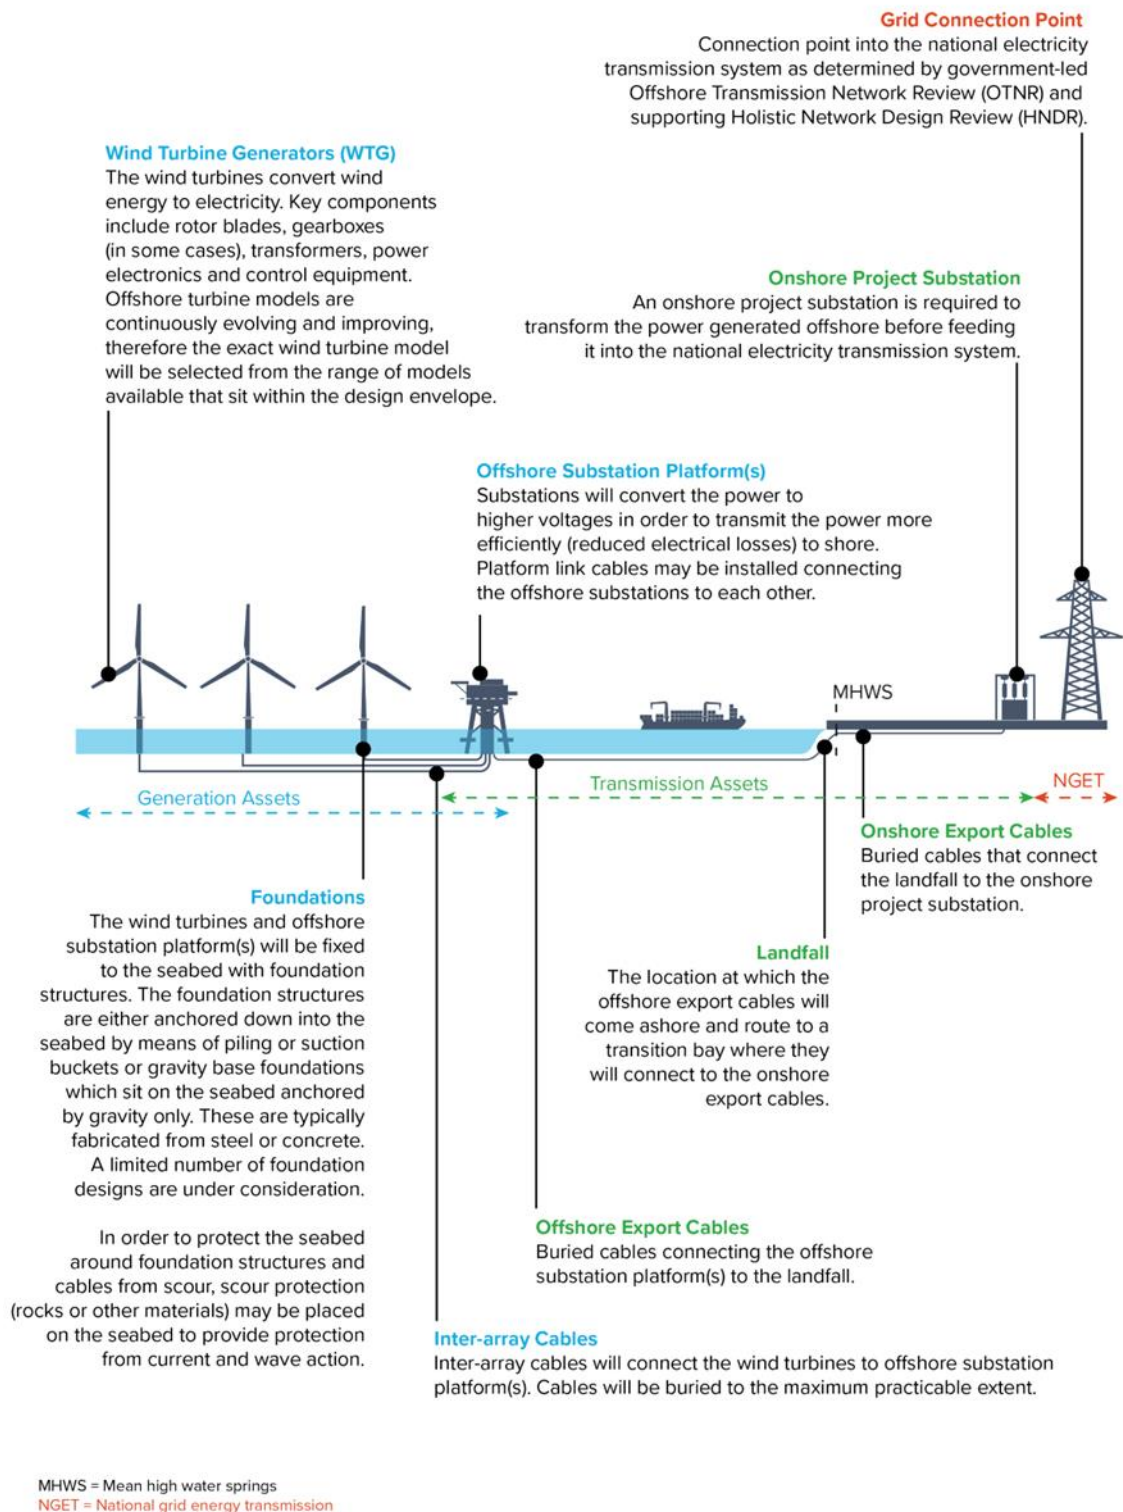 Grid Connection Point
Connection point into the national electricity
transmission system as determined by government-led
Offshore Transmission Network Review (OTNR) and
supporting Holistic Network Design Review (HNDR).
Wind Turbine Generators (WTG)
The wind turbines convert wind
energy to electricity. Key components
include rotor blades, gearboxes
(in some cases), transformers, power
electronics and control equipment.
Offshore turbine models are
continuously evolving and improving,
therefore the exact wind turbine model
will be selected from the range of models
available that sit within the design envelope.
Onshore Project Substation
An onshore project substation is required to
transform the power generated offshore before feeding
it into the national electricity transmission system.
Offshore Substation Platform(s)
Substations will convert the power to
higher voltages in order to transmit the power more
efficiently (reduced electrical losses) to shore.
Platform link cables may be installed connecting
the offshore substations to each other.
MHWS
Generation Assets
Transmission Assets
NGET
Onshore Export Cables
Buried cables that connect
the landfall to the onshore
project substation.
Foundations
The wind turbines and offshore
substation platform(s) will be fixed
to the seabed with foundation
structures. The foundation structures
are either anchored down into the
seabed by means of piling or suction
buckets or gravity base foundations
which sit on the seabed anchored
by gravity only. These are typically
fabricated from steel or concrete.
A limited number of foundation
designs are under consideration.
In order to protect the seabed
around foundation structures and
cables from scour, scour protection
(rocks or other materials) may be placed
on the seabed to provide protection
from current and wave action.
Landfall
The location at which the
offshore export cables will
come ashore and route to a
transition bay where they
will connect to the onshore
export cables.
Offshore Export Cables
Buried cables connecting the offshore
substation platform(s) to the landfall.
Inter-array Cables
Inter-array cables will connect the wind turbines to offshore substation
platform(s). Cables will be buried to the maximum practicable extent.
MHWS = Mean high water springs
NGET = National grid energy transmission